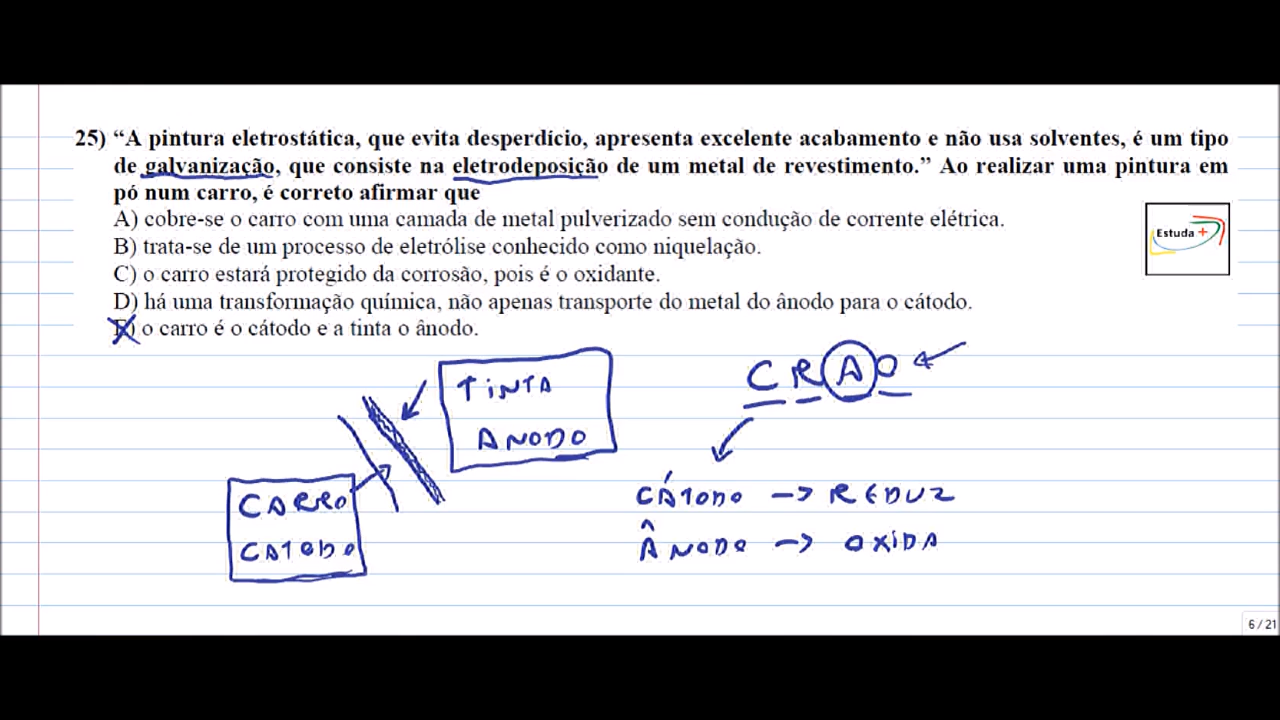 25) “A pintura eletrostática, que evita desperdício, apresenta excelente acabamento e não usa solventes, é um tipo
de galvanização, que consiste na eletrodeposição de um metal de revestimento.” Ao realizar uma pintura em
pó num carro, é correto afirmar que
A) cobre-se o carro com uma camada de metal pulverizado sem condução de corrente elétrica.
B) trata-se de um processo de eletrólise conhecido como niquelação.
C) o carro estará protegido da corrosão, pois é o oxidante.
D) há uma transformação química, não apenas transporte do metal do ânodo para o cátodo.
E) o carro é o cátodo e a tinta o ânodo.
Estuda +
TINTA
ANODO
CARRO
CATODO
CRAO
CÁTODO → REDUZ
ÂNODO → OXIDA
6 / 21